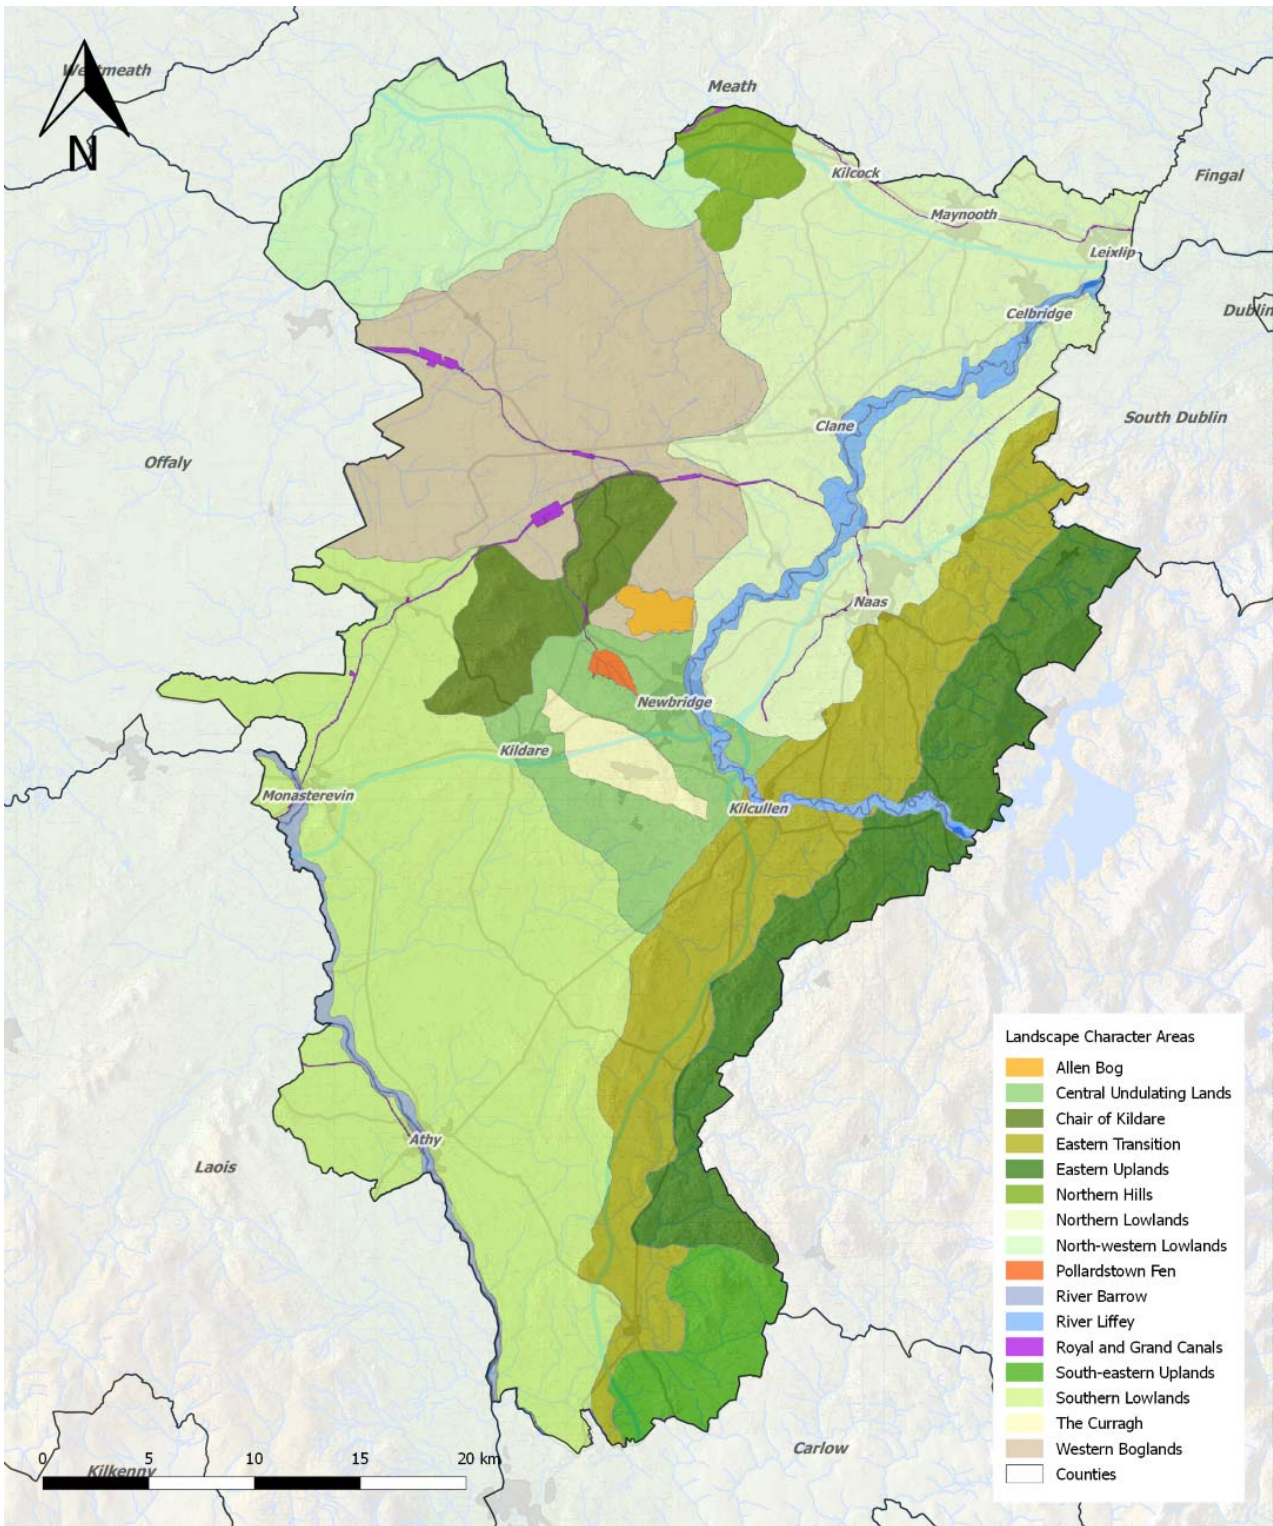 Westmeath
N
Meath
Fingal
Kilcock
Maynooth
Leixlip
Celbridge
Dublin
South Dublin
Clane
Offaly
Naas
Newbridge
Kildare
Monasterevin
Kilcullen
Athy
Laois
Carlow
Kilkenny
0 5 10 15 20 km
Landscape Character Areas
Allen Bog
Central Undulating Lands
Chair of Kildare
Eastern Transition
Eastern Uplands
Northern Hills
Northern Lowlands
North-western Lowlands
Pollardstown Fen
River Barrow
River Liffey
Royal and Grand Canals
South-eastern Uplands
Southern Lowlands
The Curragh
Western Boglands
Counties